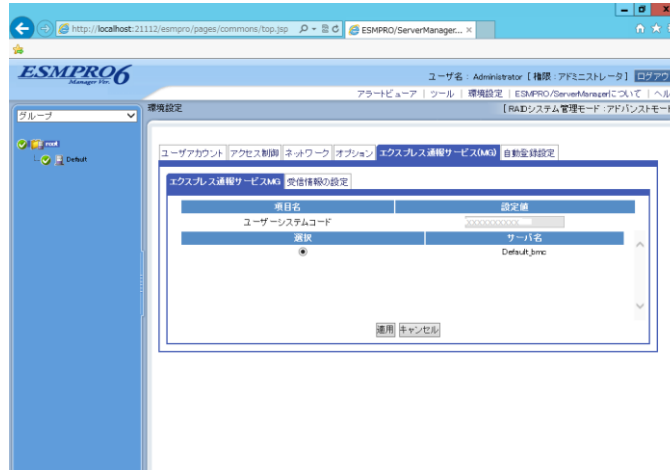 http://localhost:21112/esmpro/pages/commons/top.jsp
ESMPRO/ServerManager... ×
ESMPRO6
Manager Ver.
ユーザ名 : Administrator [ 権限 : アドミニストレータ ] ログアウ
アラートビューア | ツール | 環境設定 | ESMPRO/ServerManagerについて | ヘル
グループ
環境設定
[ RAIDシステム管理モード : アドバンストモード
root
Default
ユーザアカウント アクセス制御 ネットワーク オプション エクスプレス通報サービス(MG) 自動登録設定
エクスプレス通報サービスMG 受信情報の設定
項目名 設定値
ユーザーシステムコード xxxxxxxxxx
選択 サーバ名
Default_bmc
適用 キャンセル